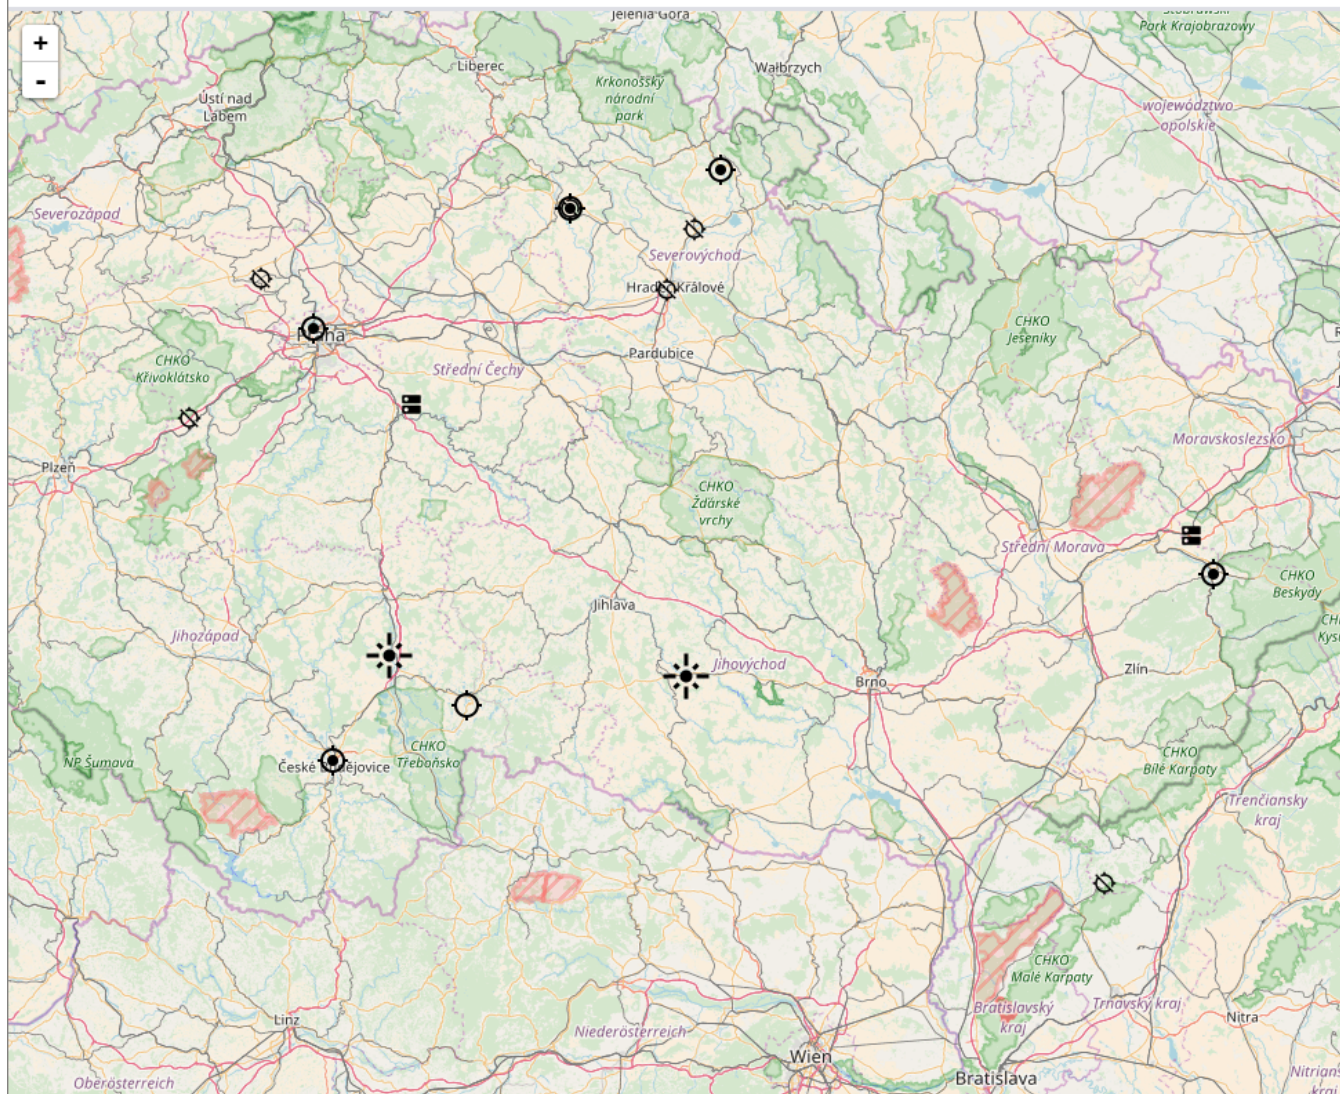 Jelenia Góra
Park Krajobrazowy
+
-
Liberec
Wałbrzych
Krkonošský
národní
park
Ústí nad
Labem
województwo
opolskie
Severozápad
Severovýchod
Hradec Králové
Praha
CHKO
Jeseníky
CHKO
Křivoklátsko
Pardubice
Střední Čechy
Moravskoslezsko
Plzeň
CHKO
Žďárské
vrchy
Střední Morava
CHKO
Beskydy
Jihlava
Jihozápad
Jihovýchod
Zlín
Brno
CHKO
Třeboňsko
NP Šumava
České Budějovice
CHKO
Bílé Karpaty
Trenčiansky
kraj
CHKO
Malé Karpaty
Bratislavský
kraj
Trnavský kraj
Nitra
Linz
Niederösterreich
Wien
Bratislava
Oberösterreich